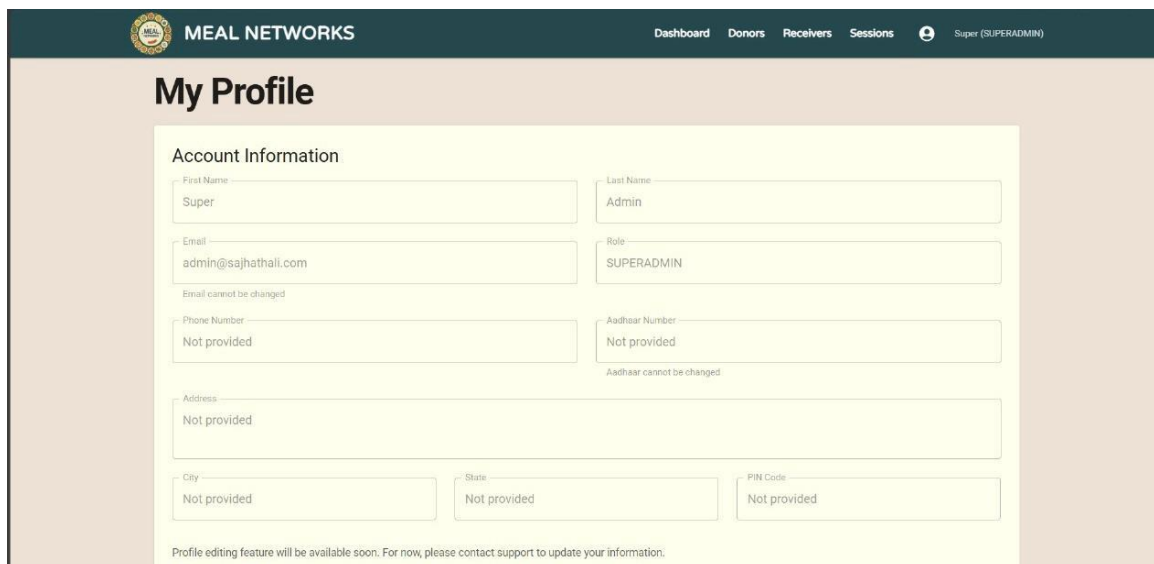 MEAL NETWORKS Dashboard Donors Receivers Sessions Super (SUPERADMIN)
My Profile
Account Information
First Name Last Name
Super Admin
Email Role
admin@sajhathali.com SUPERADMIN
Email cannot be changed
Phone Number Aadhaar Number
Not provided Not provided
Aadhaar cannot be changed
Address
Not provided
City State PIN Code
Not provided Not provided Not provided
Profile editing feature will be available soon. For now, please contact support to update your information.